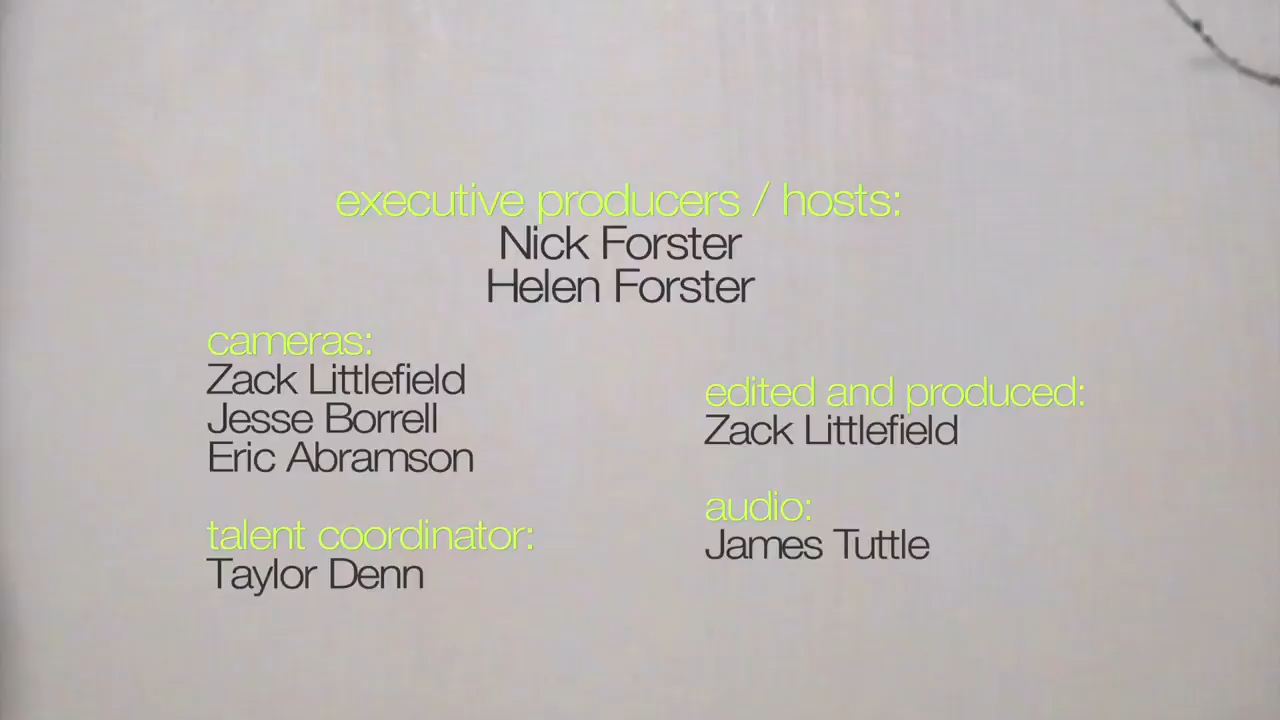 executive producers / hosts:
Nick Forster
Helen Forster
cameras:
Zack Littlefield
Jesse Borrell
Eric Abramson
talent coordinator:
Taylor Denn
edited and produced:
Zack Littlefield
audio:
James Tuttle